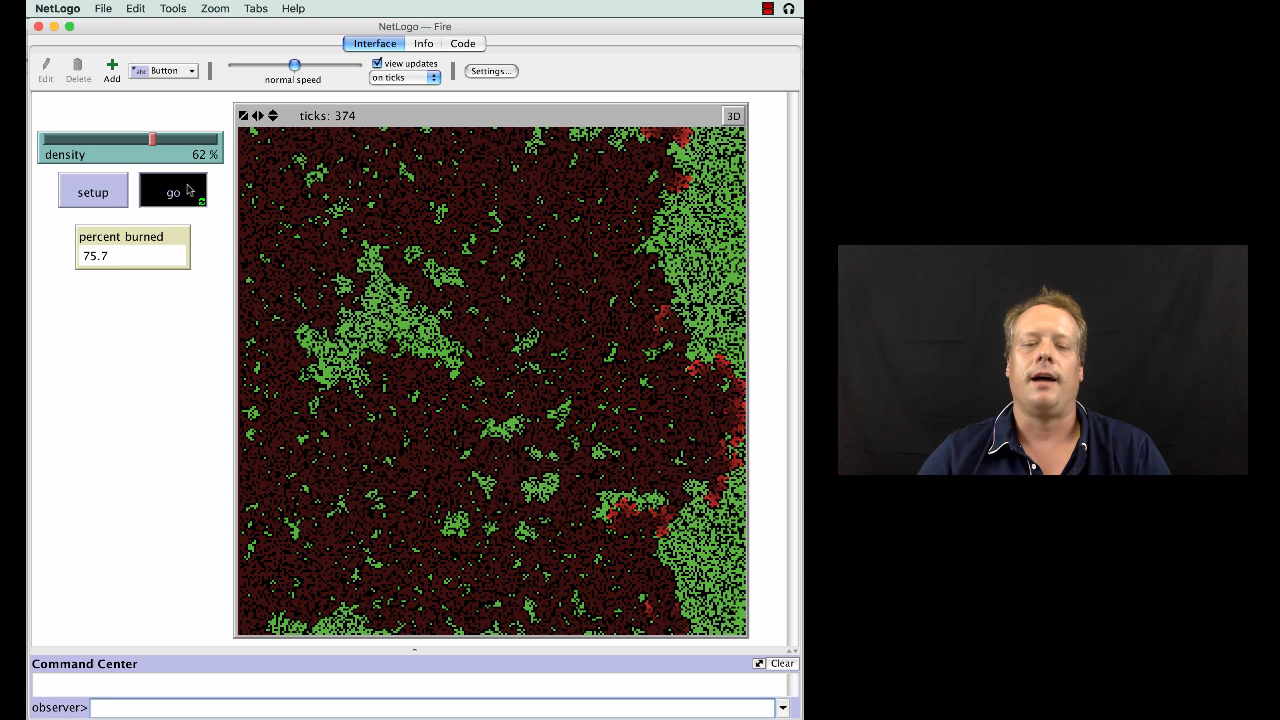 NetLogo File Edit Tools Zoom Tabs Help
NetLogo — Fire
Interface Info Code
Edit Delete Add abc Button normal speed view updates on ticks Settings...
ticks: 374 3D
density 62 %
setup go
percent burned
75.7
Command Center Clear
observer>